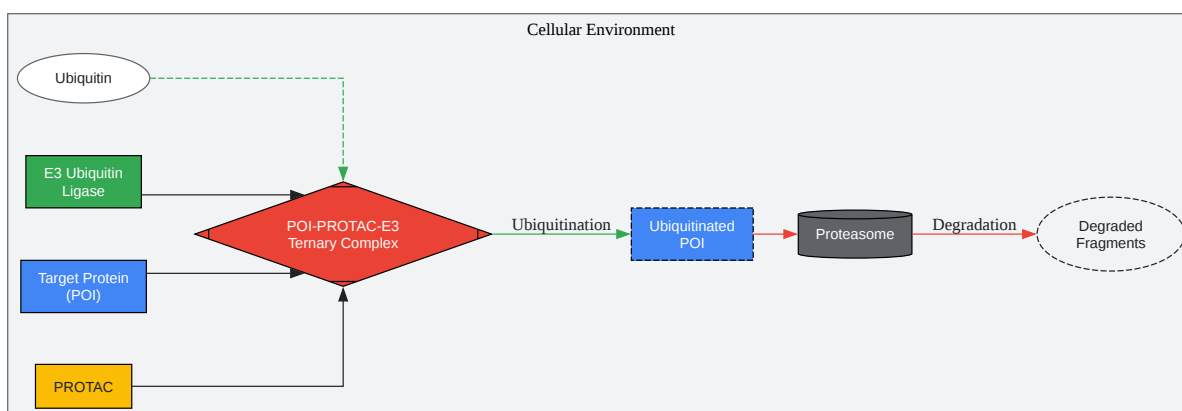 Cellular Environment
Ubiquitin
E3 Ubiquitin
Ligase
Target Protein
(POI)
PROTAC
POI-PROTAC-E3
Ternary Complex
Ubiquitination
Ubiquitinated
POI
Proteasome
Degradation
Degraded
Fragments